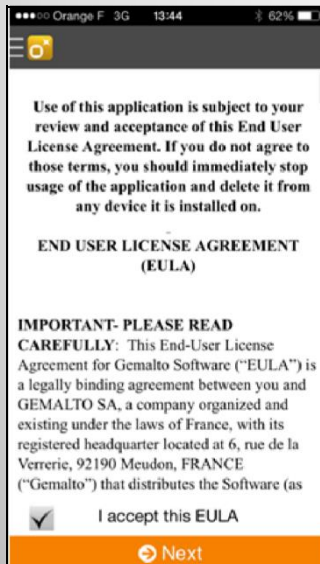 Orange F 3G 13:44 62%
Use of this application is subject to your
review and acceptance of this End User
License Agreement. If you do not agree to
those terms, you should immediately stop
usage of the application and delete it from
any device it is installed on.
END USER LICENSE AGREEMENT
(EULA)
IMPORTANT- PLEASE READ
CAREFULLY: This End-User License
Agreement for Gemalto Software (“EULA”) is
a legally binding agreement between you and
GEMALTO SA, a company organized and
existing under the laws of France, with its
registered headquarter located at 6, rue de la
Verrerie, 92190 Meudon, FRANCE
(“Gemalto”) that distributes the Software (as
I accept this EULA
Next